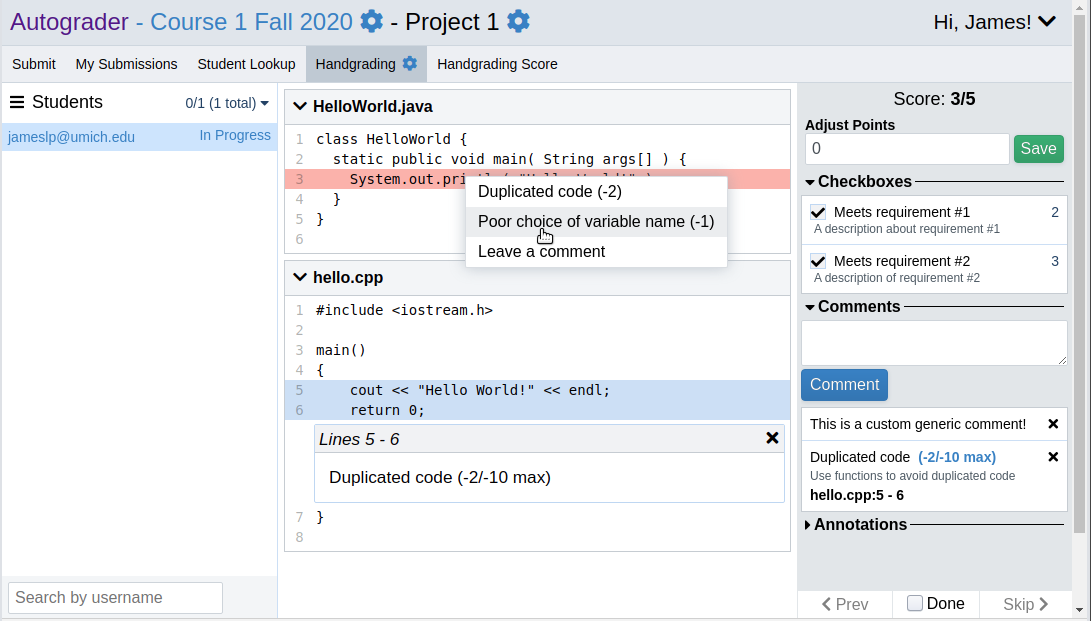 Autograder - Course 1 Fall 2020 - Project 1
Hi, James!
Submit My Submissions Student Lookup Handgrading Handgrading Score
Students 0/1 (1 total)
jameslp@umich.edu In Progress
Search by username
HelloWorld.java
1 class HelloWorld {
2 static public void main( String args[] ) {
3 System.out.pri
4 }
5 }
6
Duplicated code (-2)
Poor choice of variable name (-1)
Leave a comment
hello.cpp
1 #include <iostream.h>
2
3 main()
4 {
5 cout << "Hello World!" << endl;
6 return 0;
Lines 5 - 6
Duplicated code (-2/-10 max)
7 }
8
Score: 3/5
Adjust Points
0 Save
Checkboxes
Meets requirement #1 2
A description about requirement #1
Meets requirement #2 3
A description of requirement #2
Comments
Comment
This is a custom generic comment!
Duplicated code (-2/-10 max)
Use functions to avoid duplicated code
hello.cpp:5 - 6
Annotations
Prev Done Skip